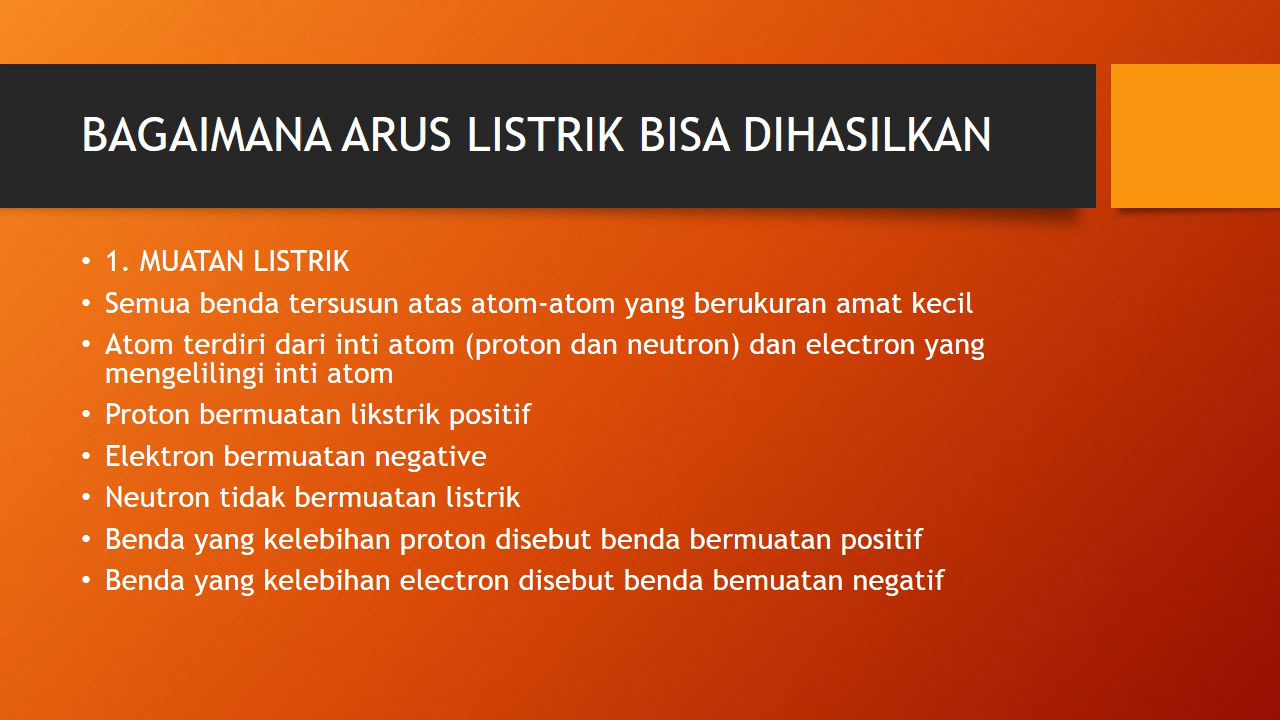 BAGAIMANA ARUS LISTRIK BISA DIHASILKAN
• 1. MUATAN LISTRIK
• Semua benda tersusun atas atom-atom yang berukuran amat kecil
• Atom terdiri dari inti atom (proton dan neutron) dan electron yang
mengelilingi inti atom
• Proton bermuatan likstrik positif
• Elektron bermuatan negative
• Neutron tidak bermuatan listrik
• Benda yang kelebihan proton disebut benda bermuatan positif
• Benda yang kelebihan electron disebut benda bemuatan negatif